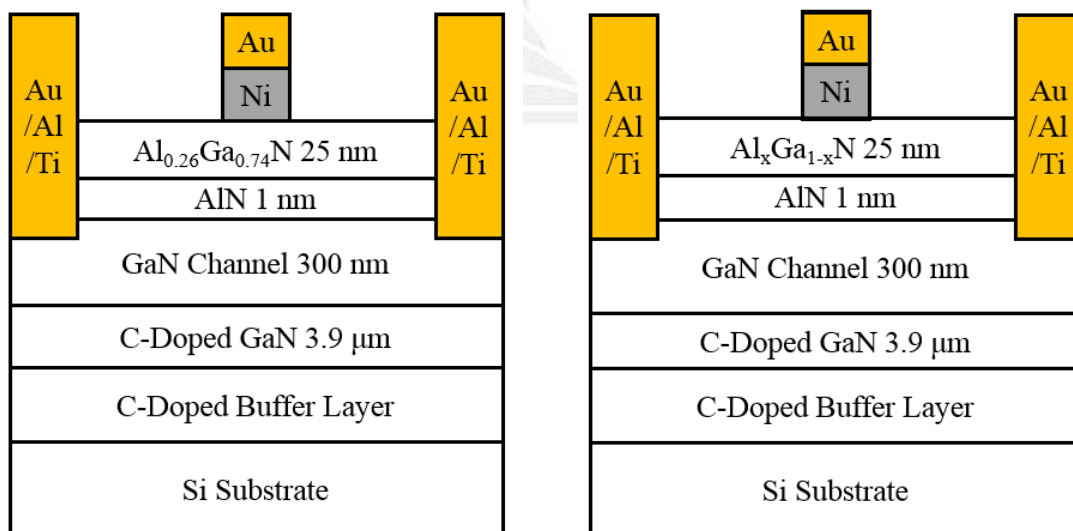 Au
/Al
/Ti
Au
Ni
Au
/Al
/Ti
Al₀.₂₆Ga₀.₇₄N 25 nm
AlN 1 nm
GaN Channel 300 nm
C-Doped GaN 3.9 μm
C-Doped Buffer Layer
Si Substrate
Au
/Al
/Ti
Au
Ni
Au
/Al
/Ti
AlₓGa₁₋ₓN 25 nm
AlN 1 nm
GaN Channel 300 nm
C-Doped GaN 3.9 μm
C-Doped Buffer Layer
Si Substrate